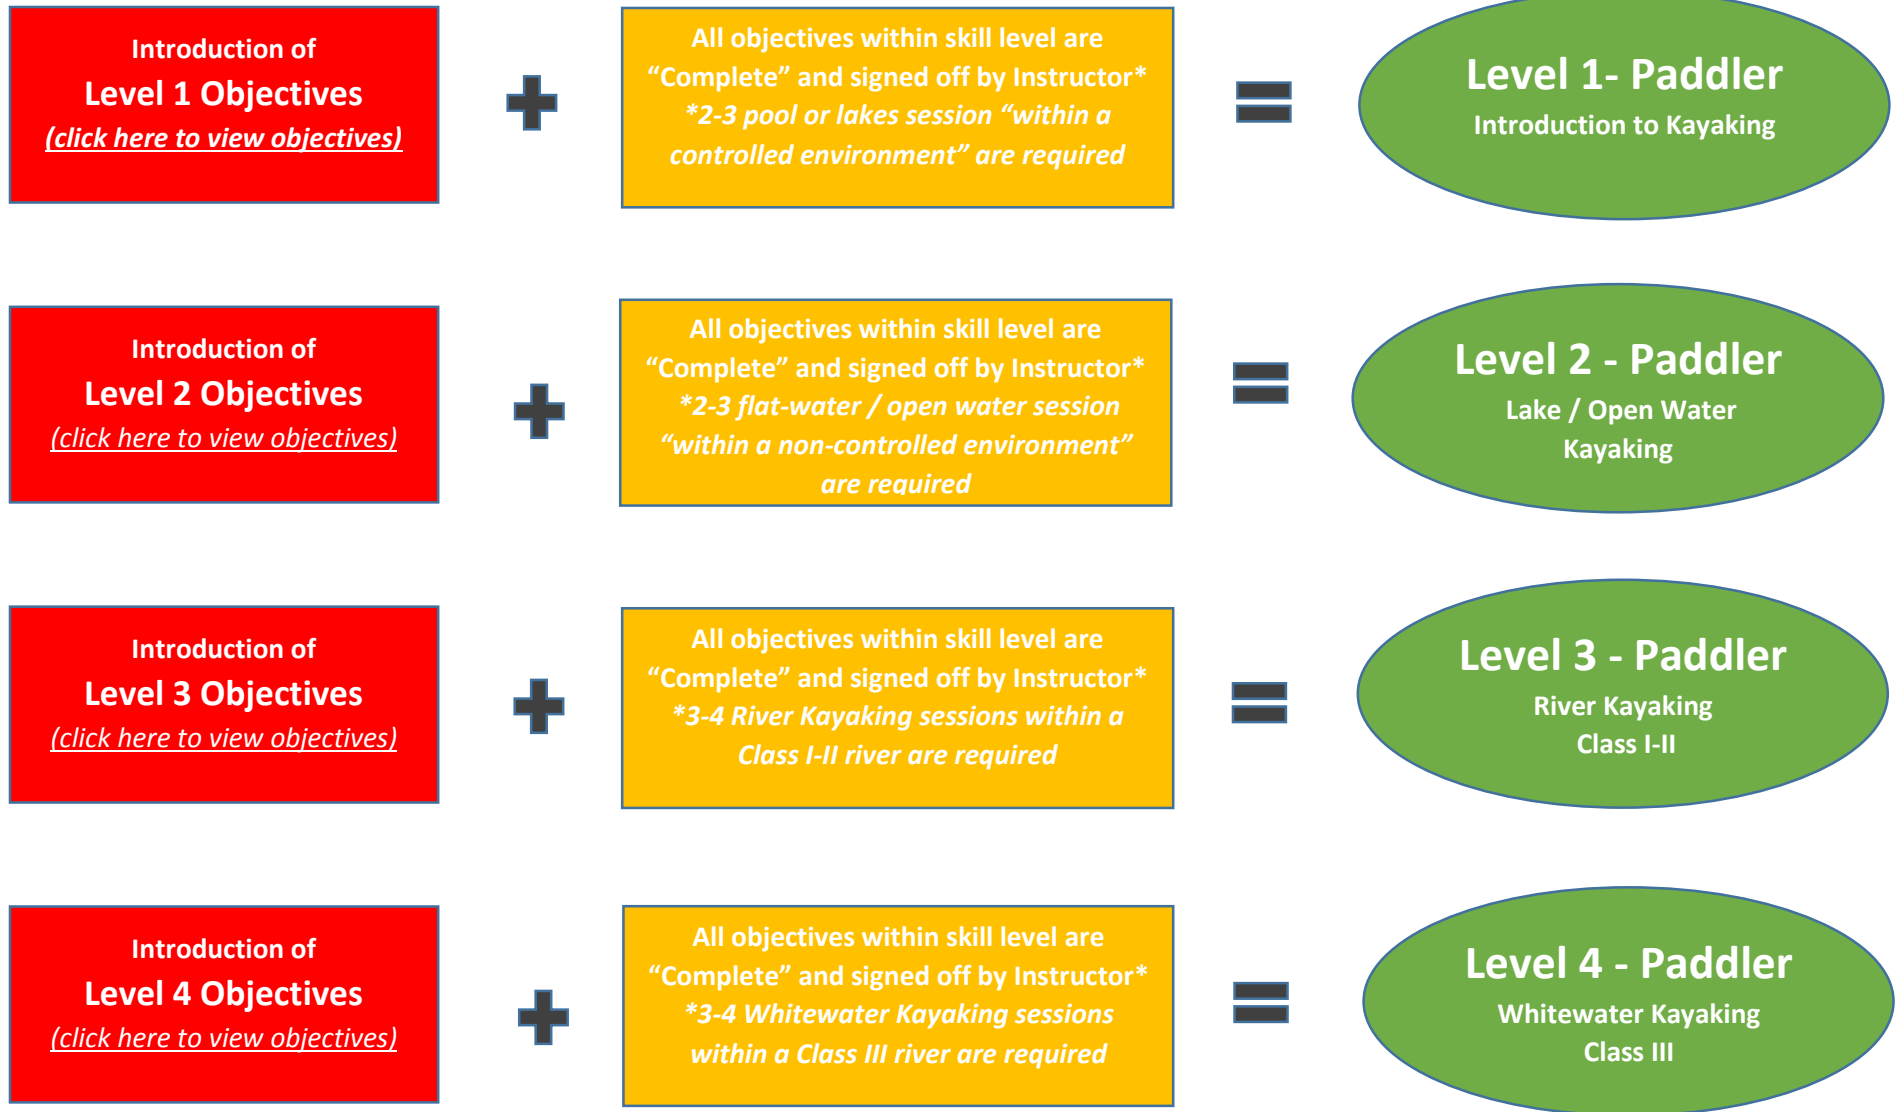 Introduction of
Level 1 Objectives
(click here to view objectives)
All objectives within skill level are
“Complete” and signed off by Instructor*
*2-3 pool or lakes session “within a
controlled environment” are required
Level 1- Paddler
Introduction to Kayaking
Introduction of
Level 2 Objectives
(click here to view objectives)
All objectives within skill level are
“Complete” and signed off by Instructor*
*2-3 flat-water / open water session
“within a non-controlled environment”
are required
Level 2 - Paddler
Lake / Open Water
Kayaking
Introduction of
Level 3 Objectives
(click here to view objectives)
All objectives within skill level are
“Complete” and signed off by Instructor*
*3-4 River Kayaking sessions within a
Class I-II river are required
Level 3 - Paddler
River Kayaking
Class I-II
Introduction of
Level 4 Objectives
(click here to view objectives)
All objectives within skill level are
“Complete” and signed off by Instructor*
*3-4 Whitewater Kayaking sessions
within a Class III river are required
Level 4 - Paddler
Whitewater Kayaking
Class III